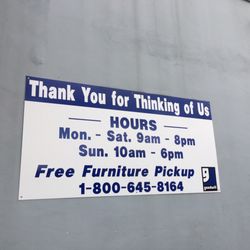 Thank You for Thinking of Us
HOURS
Mon. - Sat. 9am - 8pm
Sun. 10am - 6pm
Free Furniture Pickup
1-800-645-8164
goodwill